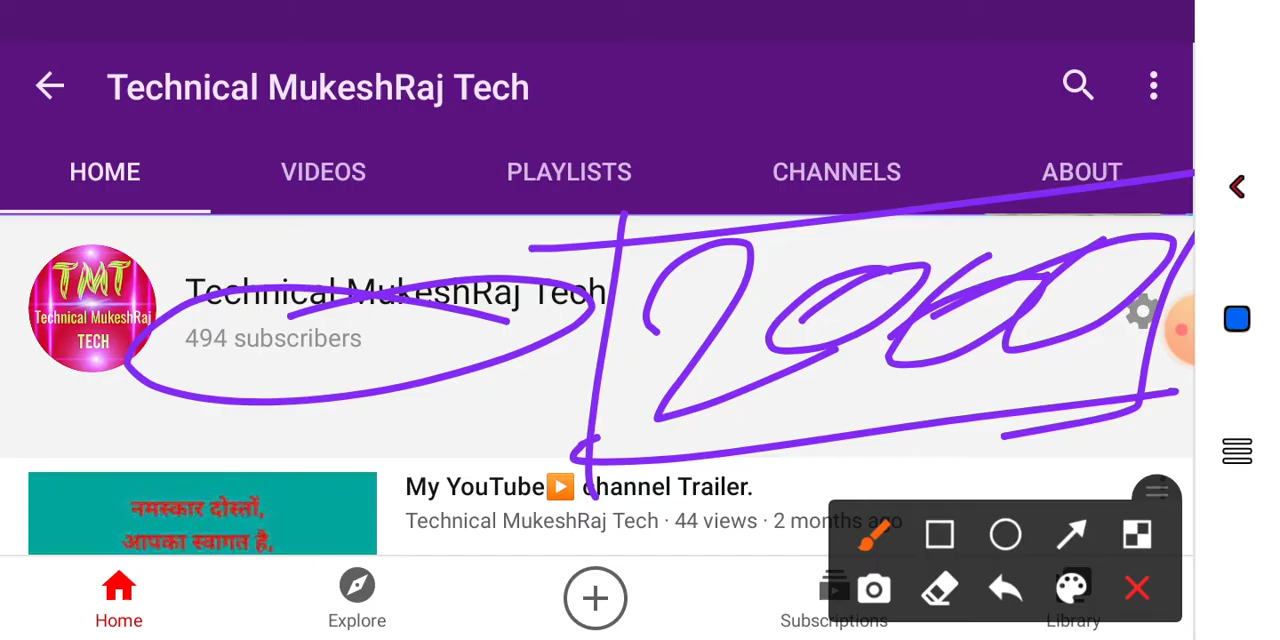 Technical MukeshRaj Tech
HOME VIDEOS PLAYLISTS CHANNELS ABOUT
TMT
Technical MukeshRaj
TECH
Technical MukeshRaj Tech
494 subscribers
2000
नमस्कार दोस्तों,
आपका स्वागत है,
My YouTube▶️ channel Trailer.
Technical MukeshRaj Tech · 44 views · 2 months ago
Home Explore Subscriptions Library